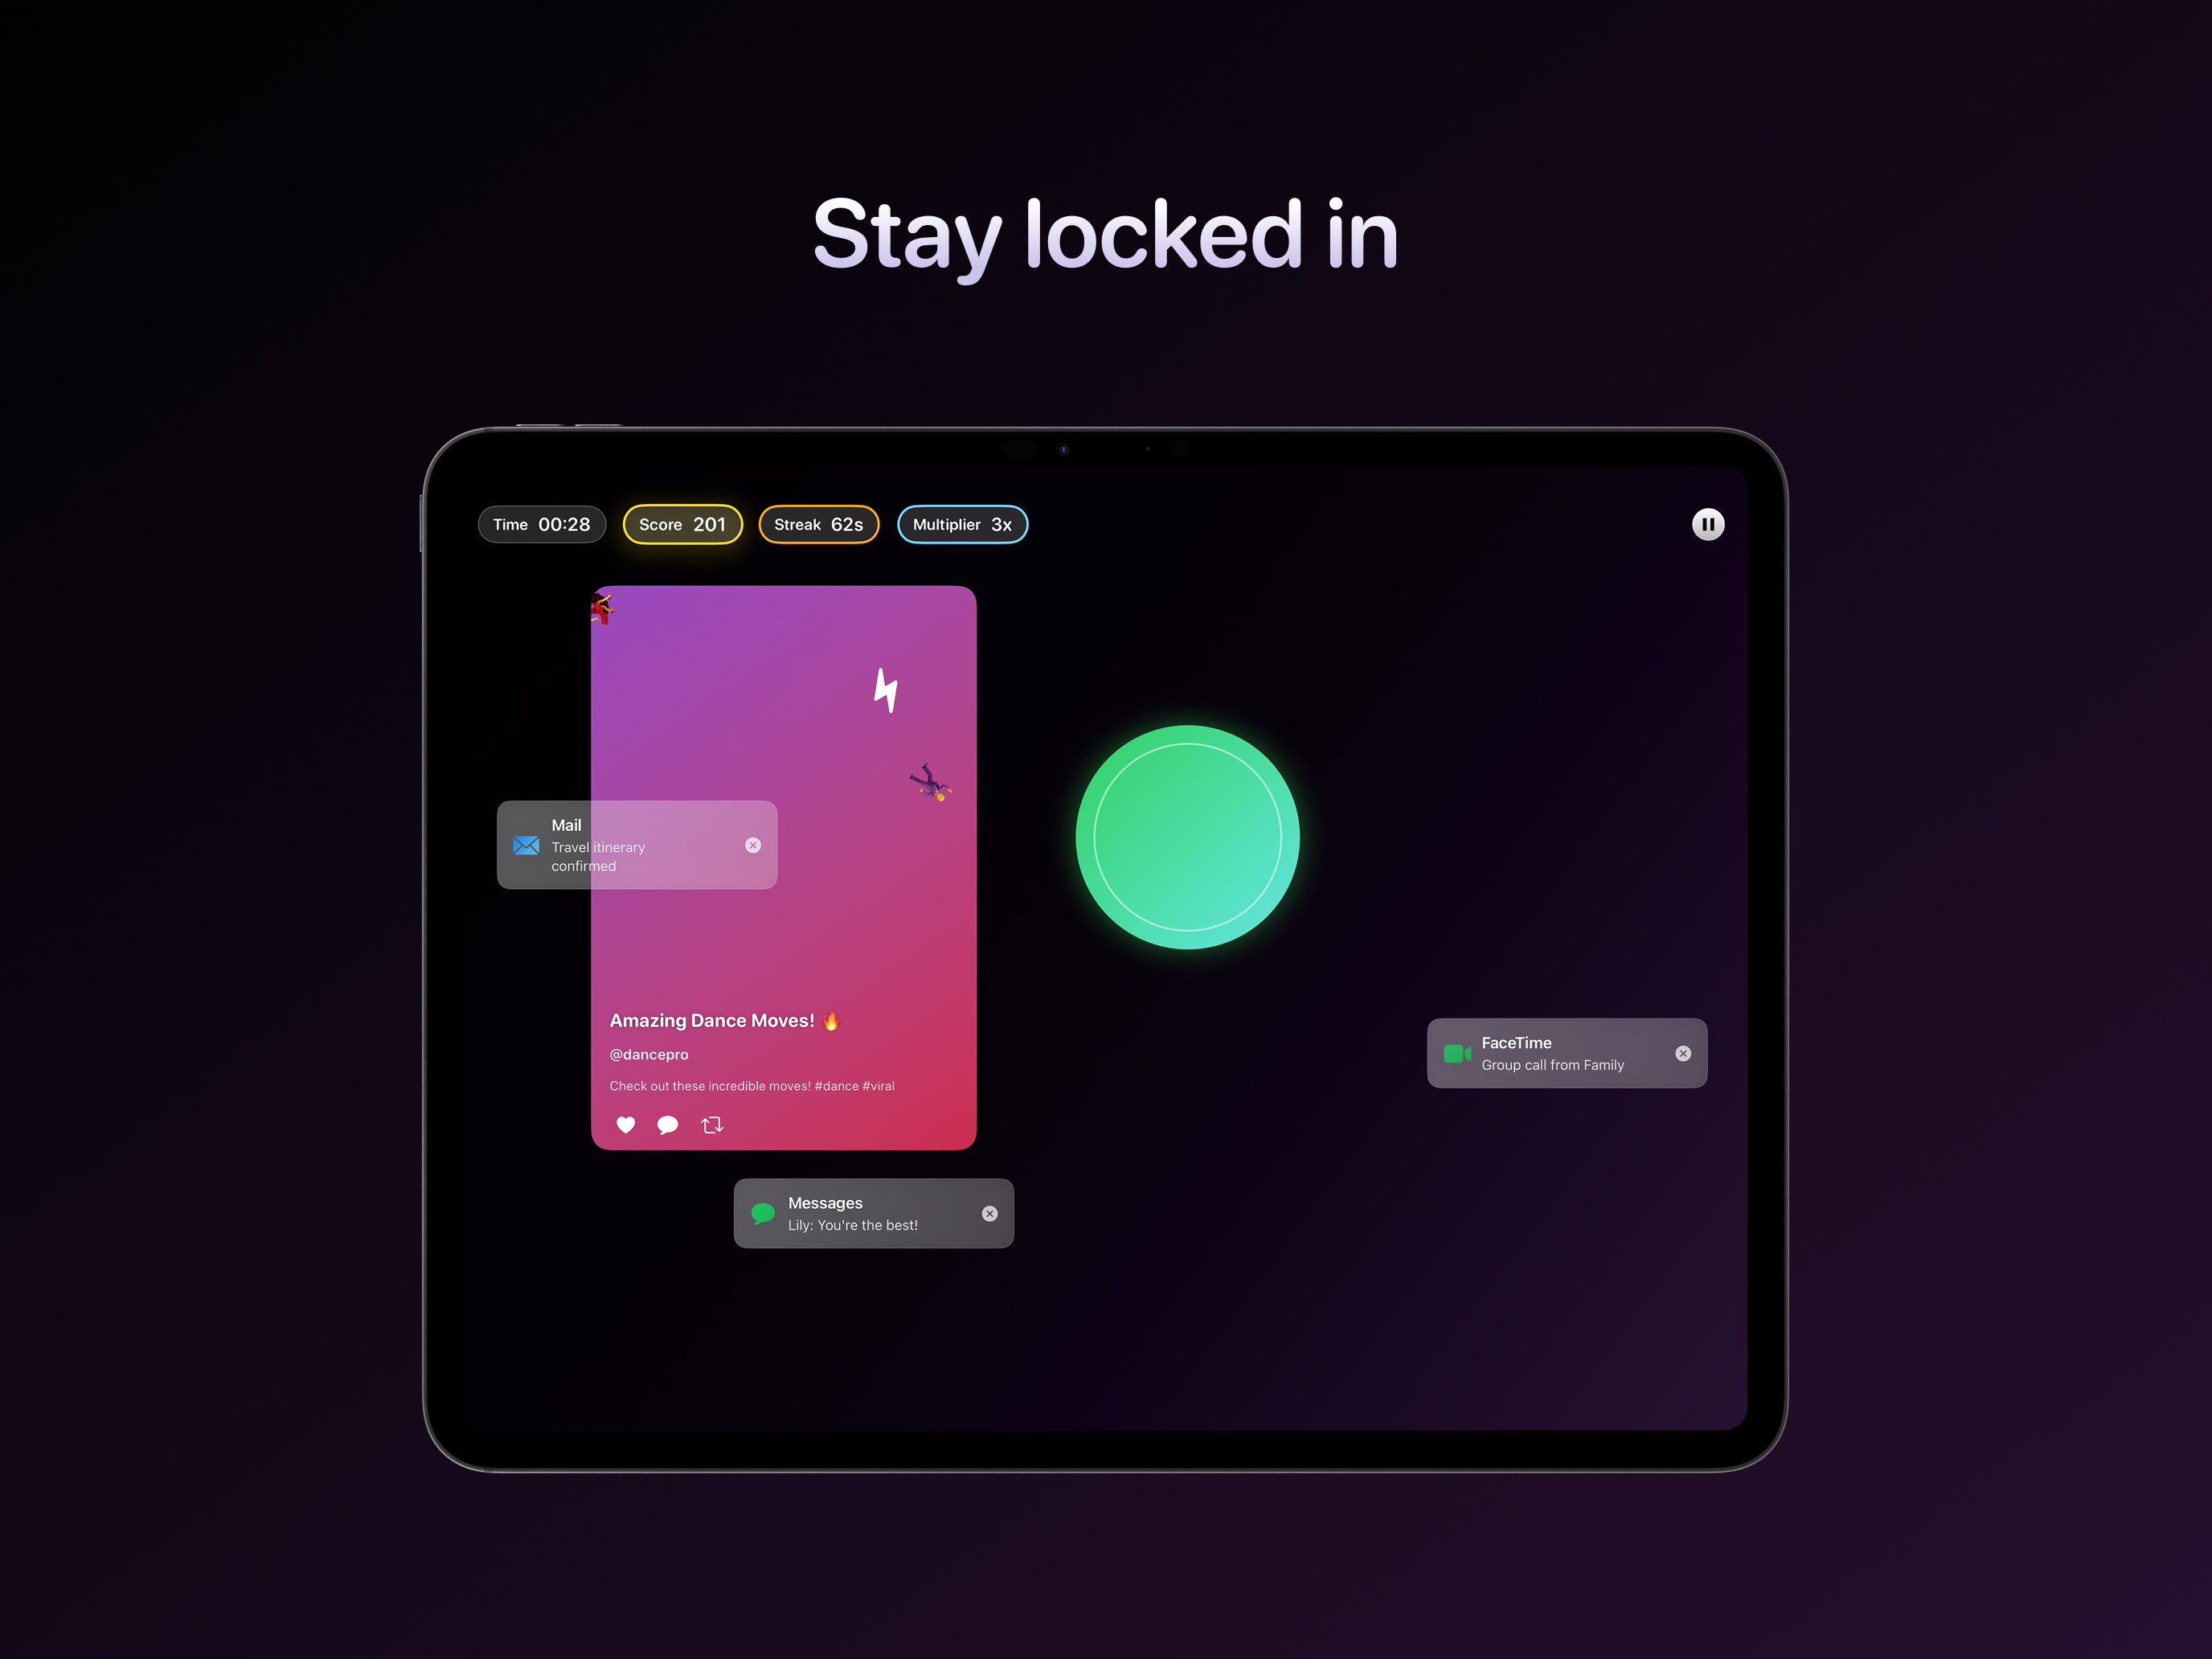 Stay locked in
Time 00:28
Score 201
Streak 62s
Multiplier 3x
Mail
Travel itinerary
confirmed
Amazing Dance Moves! 🔥
@dancepro
Check out these incredible moves! #dance #viral
FaceTime
Group call from Family
Messages
Lily: You're the best!